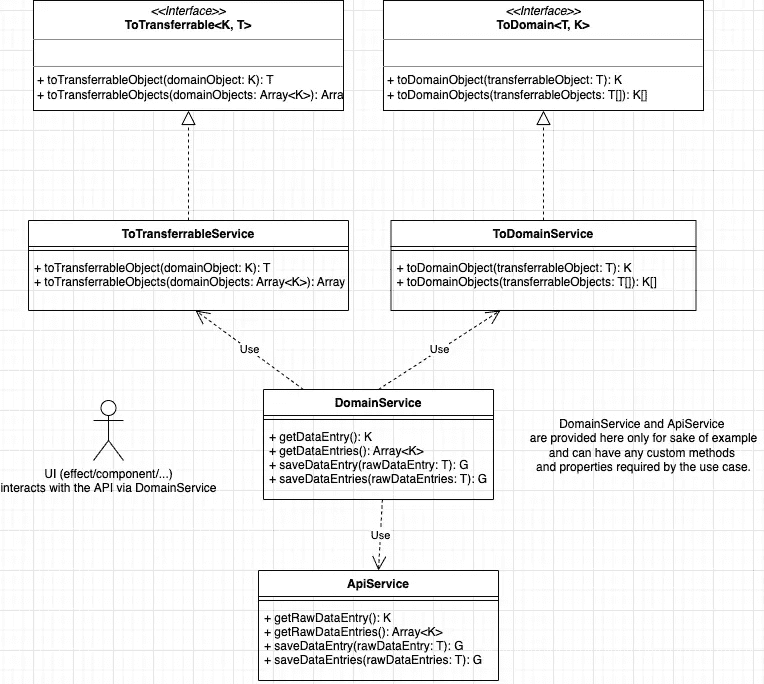 <<Interface>>
ToTransferrable<K, T>
+ toTransferrableObject(domainObject: K): T
+ toTransferrableObjects(domainObjects: Array<K>): Arra
<<Interface>>
ToDomain<T, K>
+ toDomainObject(transferrableObject: T): K
+ toDomainObjects(transferrableObjects: T[]): K[]
ToTransferrableService
+ toTransferrableObject(domainObject: K): T
+ toTransferrableObjects(domainObjects: Array<K>): Array
ToDomainService
+ toDomainObject(transferrableObject: T): K
+ toDomainObjects(transferrableObjects: T[]): K[]
Use
Use
DomainService
+ getDataEntry(): K
+ getDataEntries(): Array<K>
+ saveDataEntry(rawDataEntry: T): G
+ saveDataEntries(rawDataEntries: T): G
UI (effect/component/...)
interacts with the API via DomainService
DomainService and ApiService
are provided here only for sake of example
and can have any custom methods
and properties required by the use case.
Use
ApiService
+ getRawDataEntry(): K
+ getRawDataEntries(): Array<K>
+ saveDataEntry(rawDataEntry: T): G
+ saveDataEntries(rawDataEntries: T): G